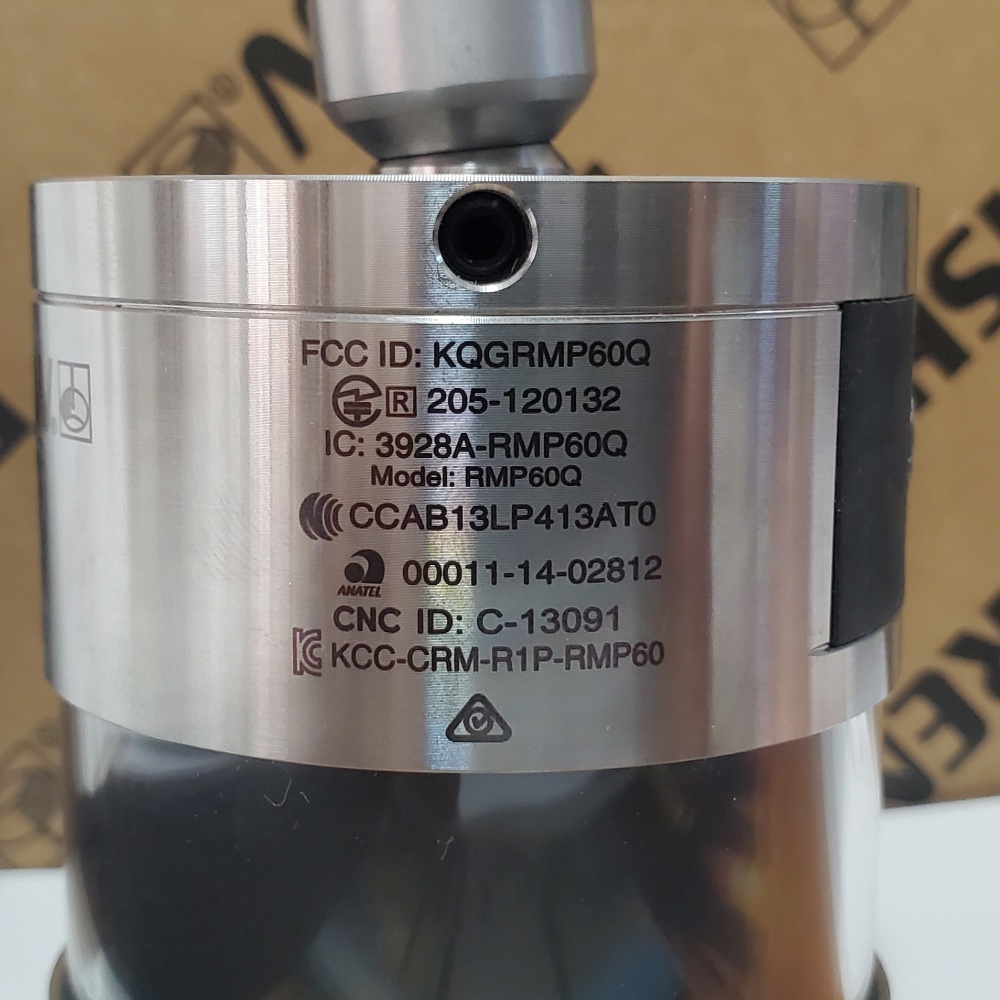 FCC ID: KQGRMP60Q
R 205-120132
IC: 3928A-RMP60Q
Model: RMP60Q
CCAB13LP413AT0
ANATEL 00011-14-02812
CNC ID: C-13091
KCC-CRM-R1P-RMP60